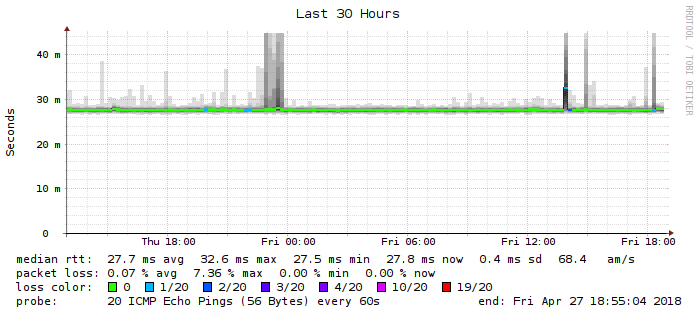 Last 30 Hours
RRDTOOL / TOBI OETIKER
Seconds
40 m
30 m
20 m
10 m
0
Thu 18:00 Fri 00:00 Fri 06:00 Fri 12:00 Fri 18:00
median rtt: 27.7 ms avg 32.6 ms max 27.5 ms min 27.8 ms now 0.4 ms sd 68.4 am/s
packet loss: 0.07 % avg 7.36 % max 0.00 % min 0.00 % now
loss color: 0 1/20 2/20 3/20 4/20 10/20 19/20
probe: 20 ICMP Echo Pings (56 Bytes) every 60s end: Fri Apr 27 18:55:04 2018